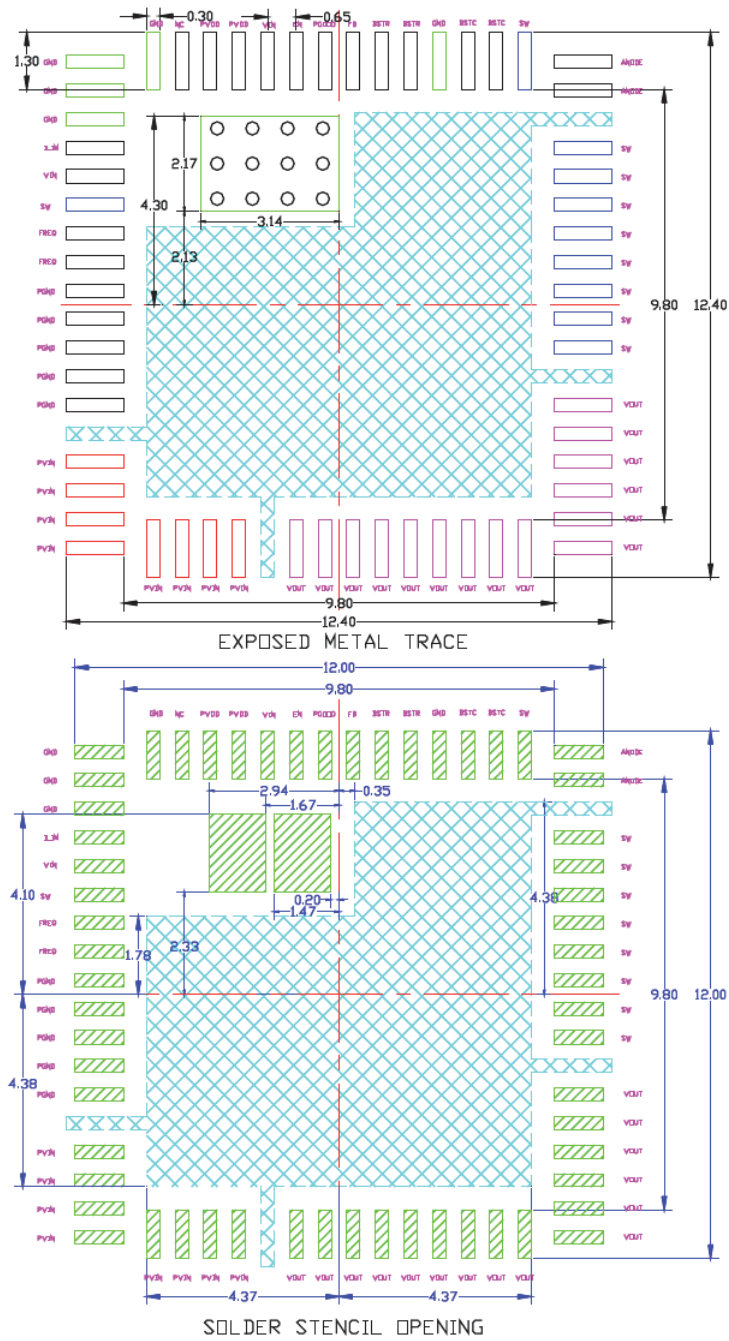 0.30
0.65
GND NC PVDD PVDD VIN EN PGOOD FB BSTR BSTR GND BSTC BSTC SW
1.30
GND ANODE
GND ANODE
GND
VIN SW
SW
SW
FREQ SW
FREQ SW
PGND SW
PGND SW
PGND SW
PGND
PGND VOUT
VOUT
PVIN VOUT
PVIN VOUT
PVIN VOUT
PVIN VOUT
2.17
4.30
3.14
2.13
9.80
12.40
PVIN PVIN PVIN PVIN VOUT VOUT VOUT VOUT VOUT VOUT VOUT VOUT VOUT
9.80
12.40
EXPOSED METAL TRACE
12.00
9.80
GND NC PVDD PVDD VIN EN PGOOD FB BSTR BSTR GND BSTC BSTC SW
GND ANODE
GND ANODE
GND
SW
VIN SW
SW SW
FREQ SW
FREQ SW
PGND SW
PGND SW
PGND SW
PGND
PGND VOUT
VOUT
PVIN VOUT
PVIN VOUT
PVIN VOUT
PVIN VOUT
2.94
0.35
1.67
4.10
0.20
1.47
4.38
2.33
1.78
9.80
12.00
4.38
PVIN PVIN PVIN PVIN VOUT VOUT VOUT VOUT VOUT VOUT VOUT VOUT VOUT
4.37
4.37
SOLDER STENCIL OPENING